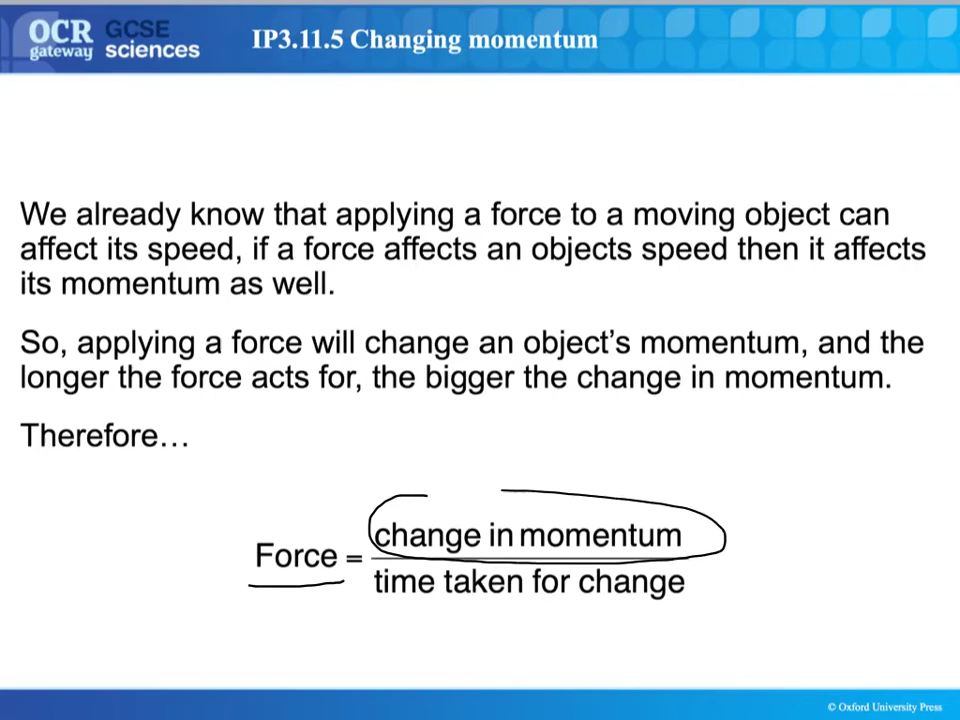 OCR GCSE
gateway sciences
IP3.11.5 Changing momentum
We already know that applying a force to a moving object can
affect its speed, if a force affects an objects speed then it affects
its momentum as well.
So, applying a force will change an object’s momentum, and the
longer the force acts for, the bigger the change in momentum.
Therefore…
change in momentum
Force =
time taken for change
© Oxford University Press